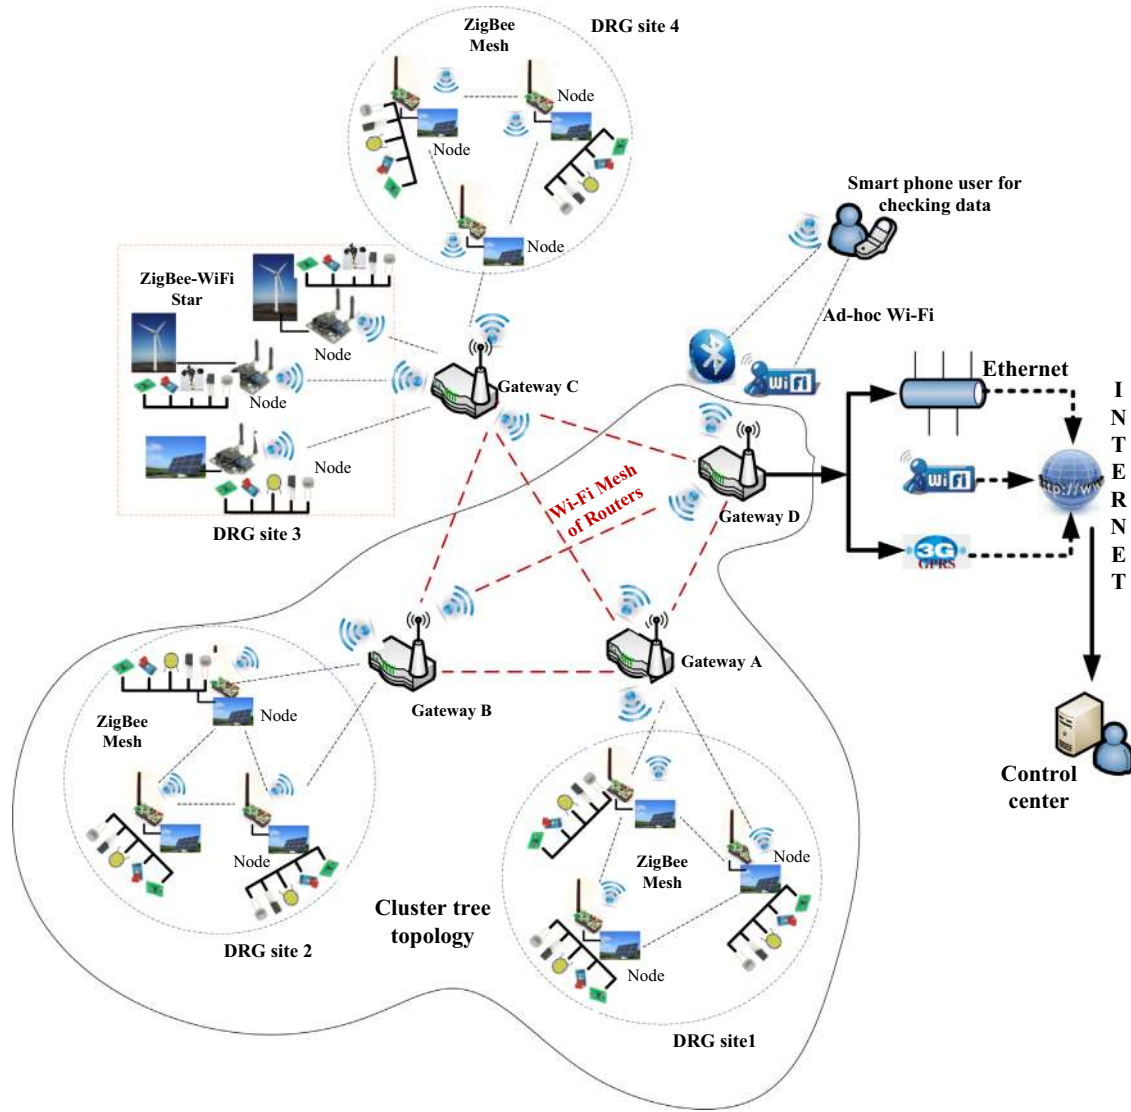 ZigBee
Mesh
DRG site 4
Node
Node
Node
Smart phone user for
checking data
ZigBee-WiFi
Star
Node
Node
Node
DRG site 3
Ad-hoc Wi-Fi
WiFi
Gateway C
Ethernet
INTERNET
Wi-Fi Mesh
of Routers
Gateway D
WiFi
http://ww
3G
GPRS
Gateway A
Gateway B
ZigBee
Mesh
Node
Node
DRG site 2
Cluster tree
topology
ZigBee
Mesh
Node
Node
DRG site1
Control
center